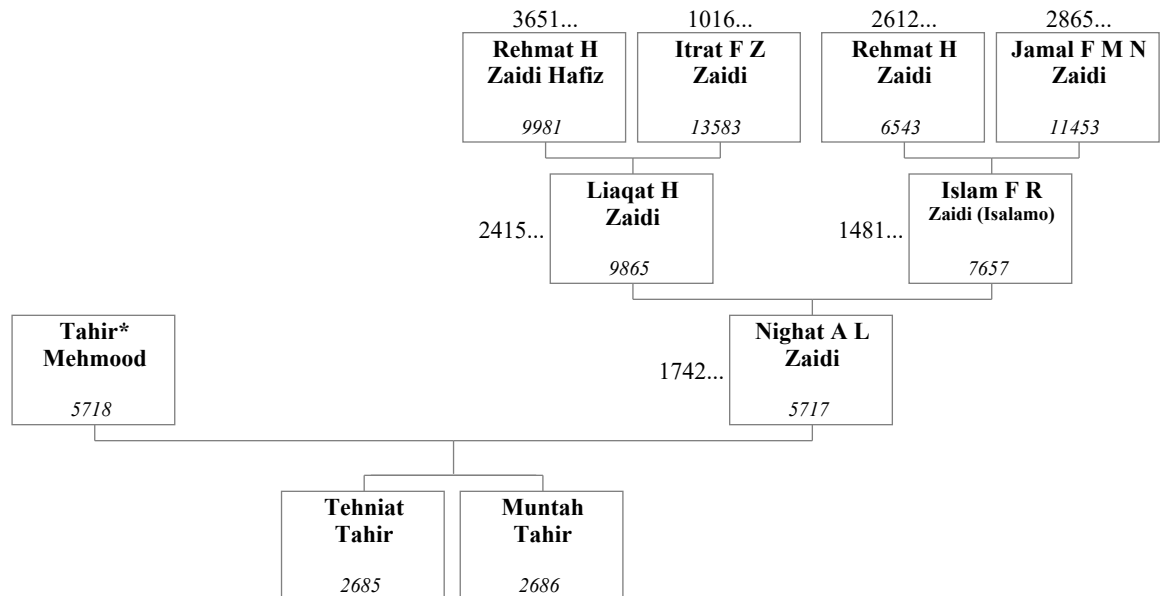 3651...
1016...
2612...
2865...
Rehmat H
Zaidi Hafiz
9981
Itrat F Z
Zaidi
13583
Rehmat H
Zaidi
6543
Jamal F M N
Zaidi
11453
2415...
Liaqat H
Zaidi
9865
1481...
Islam F R
Zaidi (Isalamo)
7657
Tahir*
Mehmood
5718
1742...
Nighat A L
Zaidi
5717
Tehniat
Tahir
2685
Muntah
Tahir
2686